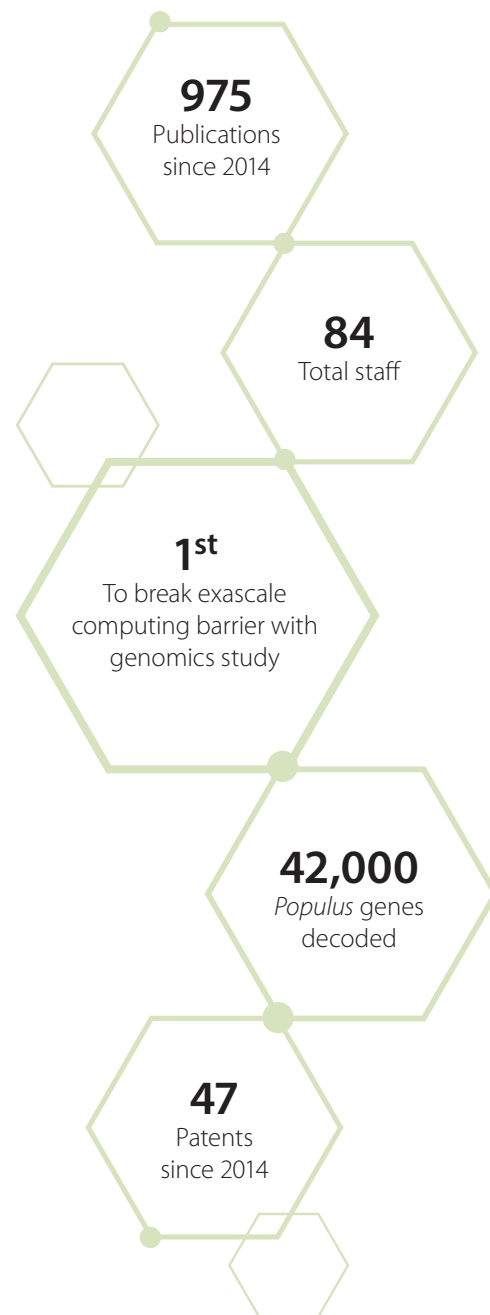 975
Publications
since 2014
84
Total staff
1st
To break exascale
computing barrier with
genomics study
42,000
Populus genes
decoded
47
Patents
since 2014